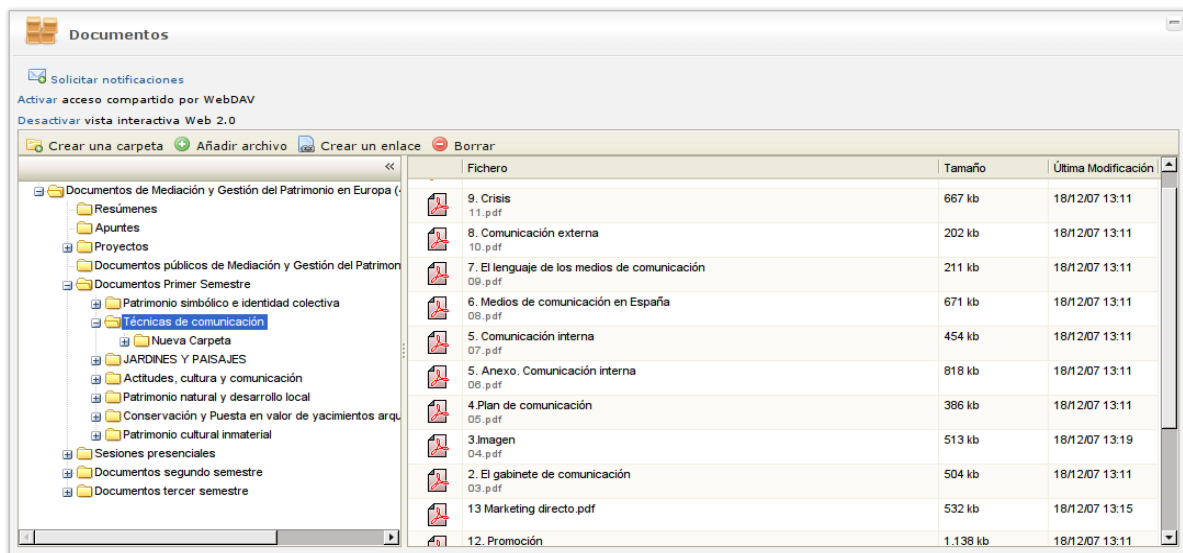 Documentos
Solicitar notificaciones
Activar acceso compartido por WebDAV
Desactivar vista interactiva Web 2.0
Crear una carpeta Añadir archivo Crear un enlace Borrar
«
Documentos de Mediación y Gestión del Patrimonio en Europa (
Resúmenes
Apuntes
Proyectos
Documentos públicos de Mediación y Gestión del Patrimon
Documentos Primer Semestre
Patrimonio simbólico e identidad colectiva
Técnicas de comunicación
Nueva Carpeta
JARDINES Y PAISAJES
Actitudes, cultura y comunicación
Patrimonio natural y desarrollo local
Conservación y Puesta en valor de yacimientos arqu
Patrimonio cultural inmaterial
Sesiones presenciales
Documentos segundo semestre
Documentos tercer semestre
Fichero Tamaño Última Modificación
9. Crisis 667 kb 18/12/07 13:11
11.pdf
8. Comunicación externa 202 kb 18/12/07 13:11
10.pdf
7. El lenguaje de los medios de comunicación 211 kb 18/12/07 13:11
09.pdf
6. Medios de comunicación en España 671 kb 18/12/07 13:11
08.pdf
5. Comunicación interna 454 kb 18/12/07 13:11
07.pdf
5. Anexo. Comunicación interna 818 kb 18/12/07 13:11
06.pdf
4.Plan de comunicación 386 kb 18/12/07 13:11
05.pdf
3.Imagen 513 kb 18/12/07 13:19
04.pdf
2. El gabinete de comunicación 504 kb 18/12/07 13:11
03.pdf
13 Marketing directo.pdf 532 kb 18/12/07 13:15
12. Promoción 1.138 kb 18/12/07 13:11